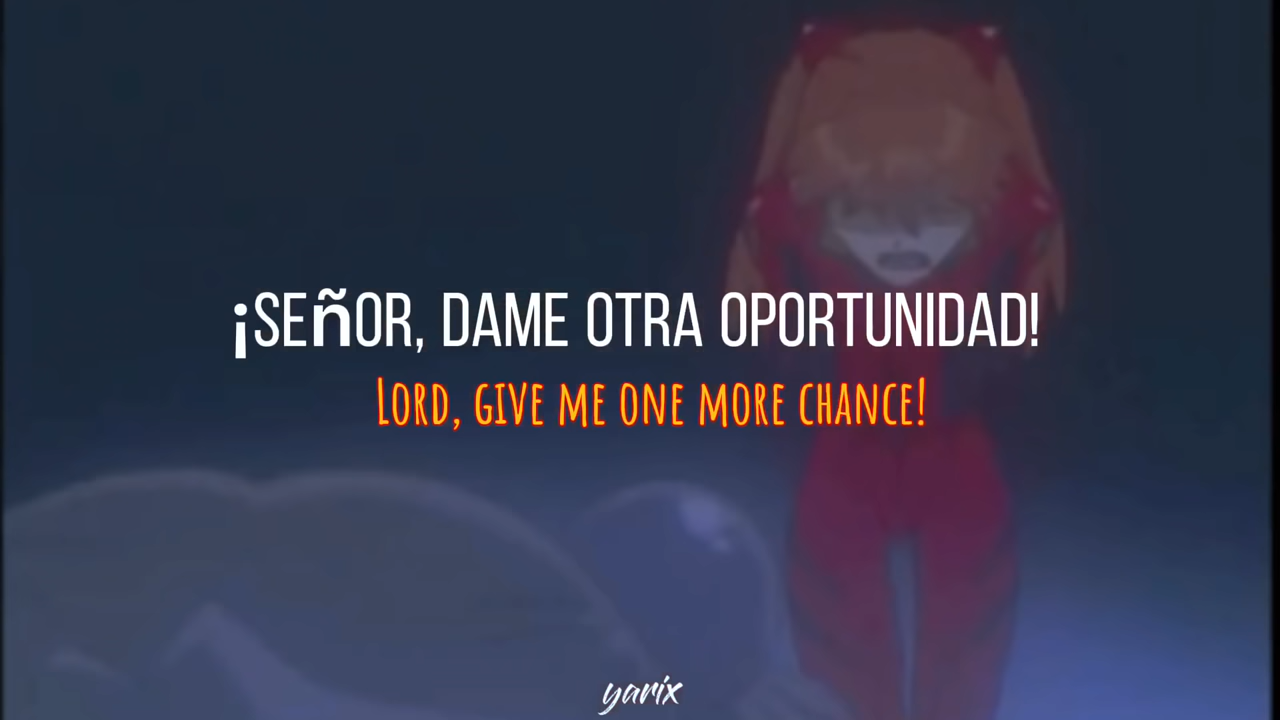 ¡SEñOR, DAME OTRA OPORTUNIDAD!
LORD, GIVE ME ONE MORE CHANCE!
yarix